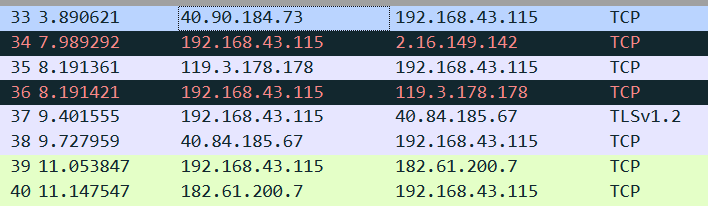 33 3.890621 40.90.184.73 192.168.43.115 TCP
34 7.989292 192.168.43.115 2.16.149.142 TCP
35 8.191361 119.3.178.178 192.168.43.115 TCP
36 8.191421 192.168.43.115 119.3.178.178 TCP
37 9.401555 192.168.43.115 40.84.185.67 TLSv1.2
38 9.727959 40.84.185.67 192.168.43.115 TCP
39 11.053847 192.168.43.115 182.61.200.7 TCP
40 11.147547 182.61.200.7 192.168.43.115 TCP